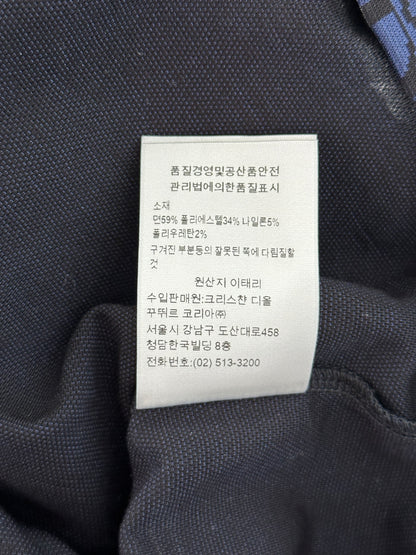 품질경영및공산품안전
관리법에의한품질표시
소재
면59% 폴리에스텔34% 나일론5%
폴리우레탄2%
구겨진 부분등의 잘못된 쪽에 다림질할
것
원산지 이태리
수입판매원:크리스챤 디올
꾸뛰르 코리아㈜
서울시 강남구 도산대로458
청담한국빌딩 8층
전화번호:(02) 513-3200